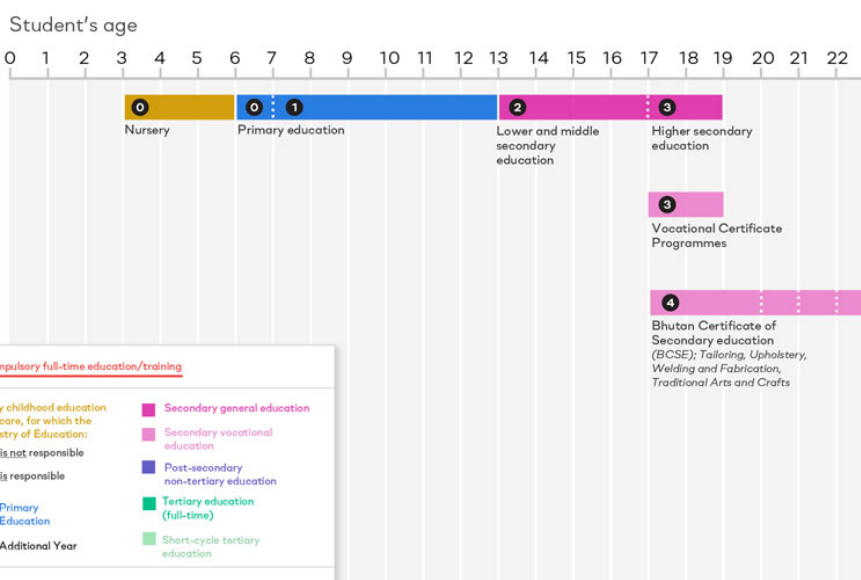 Student's age
0 1 2 3 4 5 6 7 8 9 10 11 12 13 14 15 16 17 18 19 20 21 22
0 0 1 2 3
Nursery
Primary education
Lower and middle
secondary
education
Higher secondary
education
3
Vocational Certificate
Programmes
4
Bhutan Certificate of
Secondary education
(BCSE); Tailoring, Upholstery,
Welding and Fabrication,
Traditional Arts and Crafts
mpulsory full-time education/training
y childhood education
care, for which the
stry of Education:
is not responsible
is responsible
Primary
Education
Additional Year
Secondary general education
Secondary vocational
education
Post-secondary
non-tertiary education
Tertiary education
(full-time)
Short-cycle tertiary
education